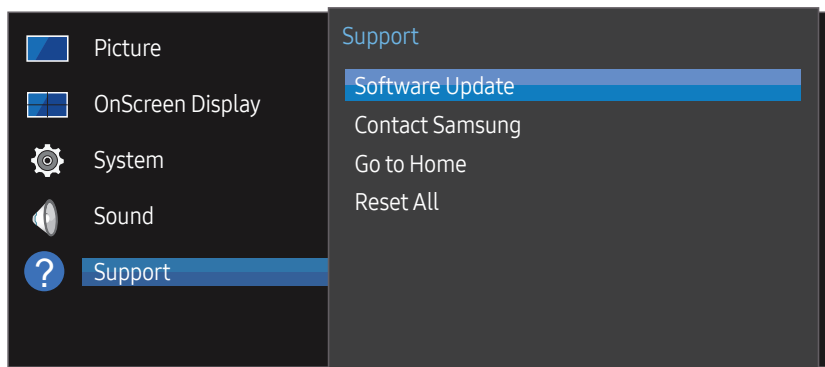 Picture
OnScreen Display
System
Sound
?
Support
Support
Software Update
Contact Samsung
Go to Home
Reset All